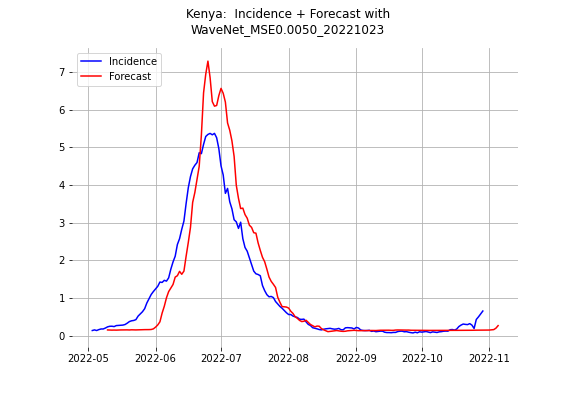 Kenya:  Incidence + Forecast with
WaveNet_MSE0.0050_20221023
Incidence
Forecast
7
6
5
4
3
2
1
0
2022-05 2022-06 2022-07 2022-08 2022-09 2022-10 2022-11